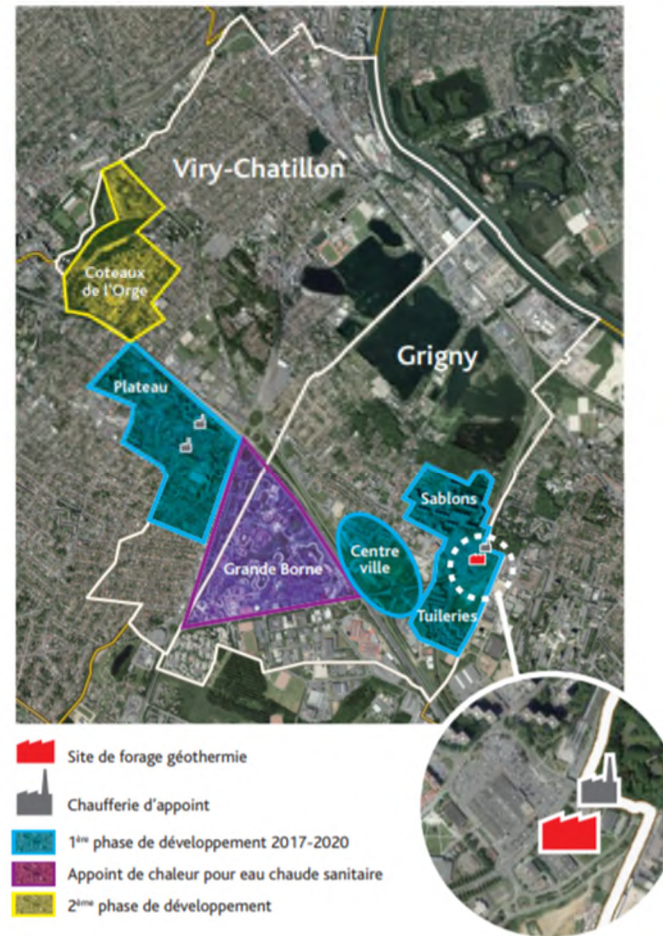 Viry-Chatillon
Coteaux
de l'Orge
Grigny
Plateau
Sablons
Centre
ville
Grande Borne
Tuileries
Site de forage géothermie
Chaufferie d'appoint
1ère phase de développement 2017-2020
Appoint de chaleur pour eau chaude sanitaire
2ème phase de développement